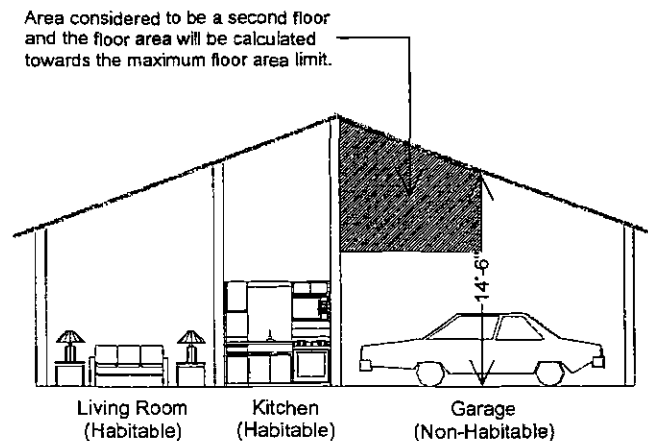 Area considered to be a second floor
and the floor area will be calculated
towards the maximum floor area limit.
14'-6"
Living Room
(Habitable)
Kitchen
(Habitable)
Garage
(Non-Habitable)